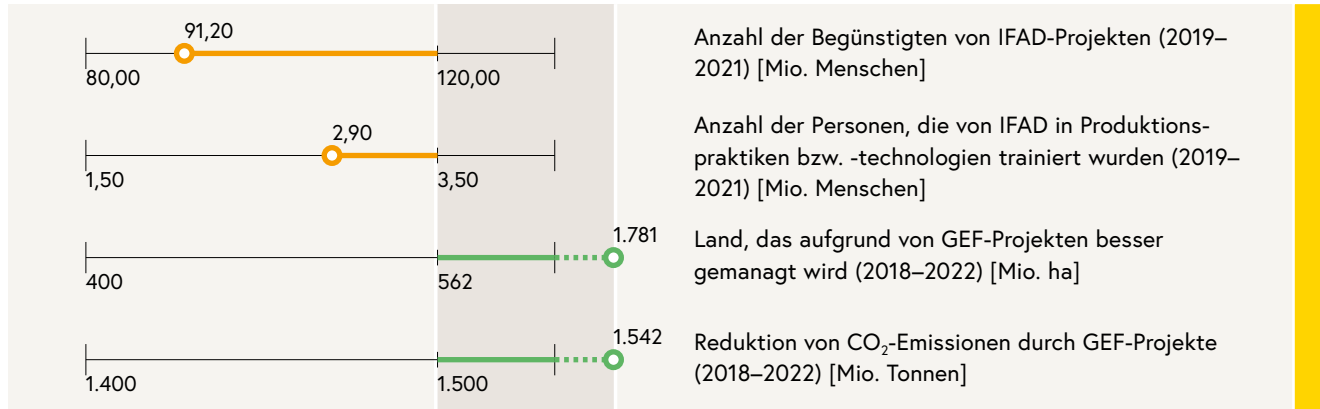 91,20
80,00 120,00
Anzahl der Begünstigten von IFAD-Projekten (2019–
2021) [Mio. Menschen]
2,90
1,50 3,50
Anzahl der Personen, die von IFAD in Produktions-
praktiken bzw. -technologien trainiert wurden (2019–
2021) [Mio. Menschen]
1.781
400 562
Land, das aufgrund von GEF-Projekten besser
gemanagt wird (2018–2022) [Mio. ha]
1.542
1.400 1.500
Reduktion von CO₂-Emissionen durch GEF-Projekte
(2018–2022) [Mio. Tonnen]